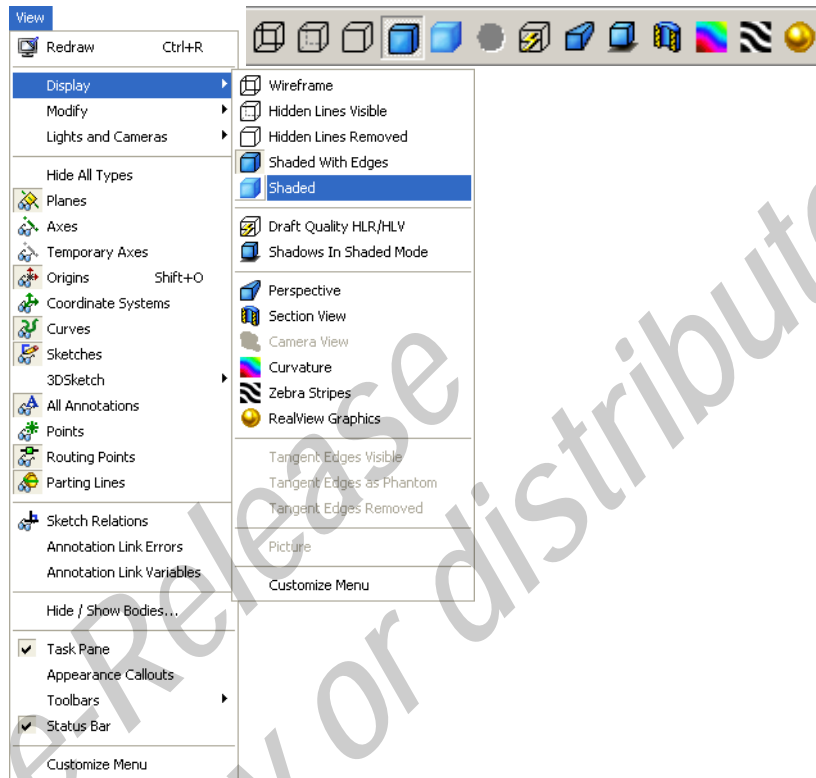 View
Redraw Ctrl+R
Display
Modify
Lights and Cameras
Hide All Types
Planes
Axes
Temporary Axes
Origins Shift+O
Coordinate Systems
Curves
Sketches
3DSketch
All Annotations
Points
Routing Points
Parting Lines
Sketch Relations
Annotation Link Errors
Annotation Link Variables
Hide / Show Bodies...
Task Pane
Appearance Callouts
Toolbars
Status Bar
Customize Menu
Wireframe
Hidden Lines Visible
Hidden Lines Removed
Shaded With Edges
Shaded
Draft Quality HLR/HLV
Shadows In Shaded Mode
Perspective
Section View
Camera View
Curvature
Zebra Stripes
RealView Graphics
Tangent Edges Visible
Tangent Edges as Phantom
Tangent Edges Removed
Picture
Customize Menu
e-Release
y or distribute